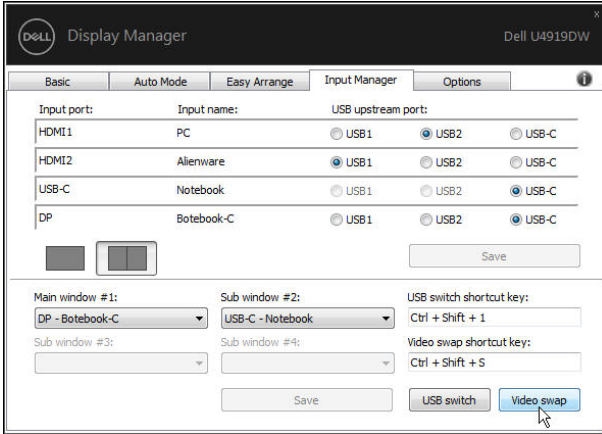 x
DELL Display Manager Dell U4919DW
Basic Auto Mode Easy Arrange Input Manager Options i
Input port: Input name: USB upstream port:
HDMI1 PC USB1 USB2 USB-C
HDMI2 Alienware USB1 USB2 USB-C
USB-C Notebook USB1 USB2 USB-C
DP Botebook-C USB1 USB2 USB-C
Save
Main window #1: Sub window #2: USB switch shortcut key:
DP - Botebook-C USB-C - Notebook Ctrl + Shift + 1
Sub window #3: Sub window #4: Video swap shortcut key:
Ctrl + Shift + S
Save USB switch Video swap